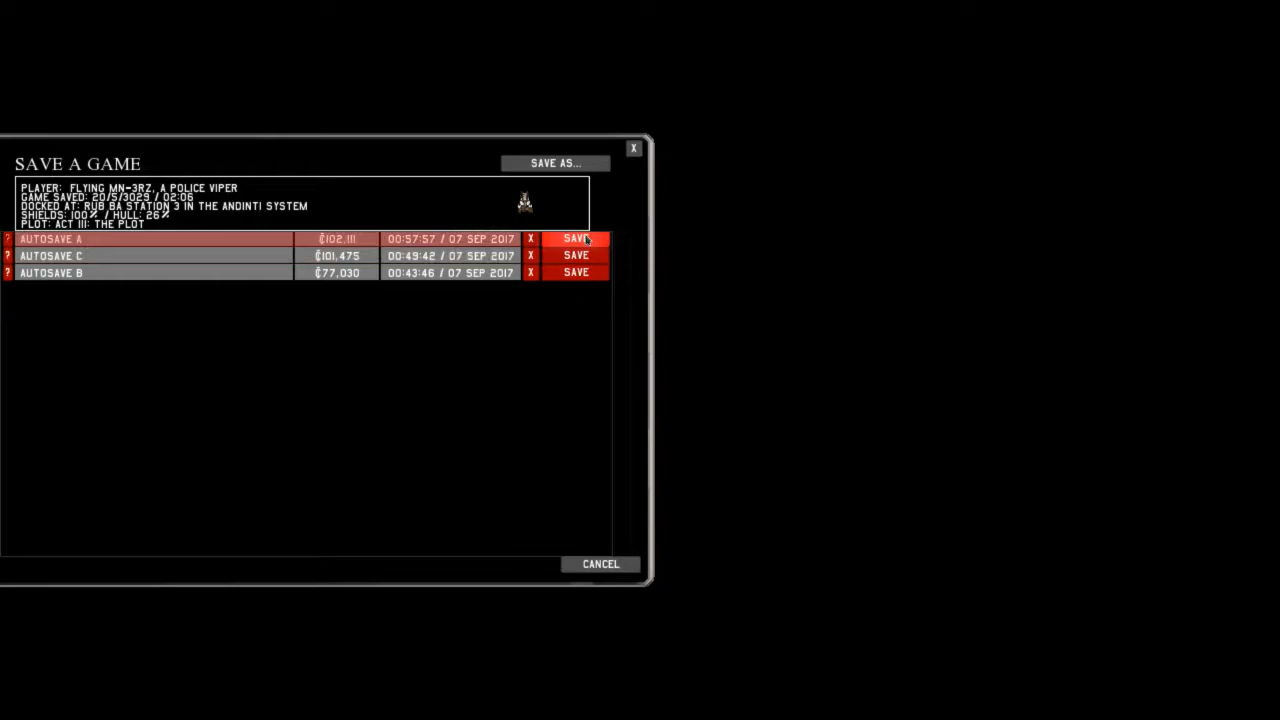 X
SAVE A GAME SAVE AS...
PLAYER: FLYING MN-3RZ, A POLICE VIPER
GAME SAVED: 20/5/3029 / 02:06
DOCKED AT: RUB BA STATION 3 IN THE ANDINTI SYSTEM
SHIELDS: 100% / HULL: 26%
PLOT: ACT III: THE PLOT
? AUTOSAVE A ₵102,111 00:57:57 / 07 SEP 2017 X SAVE
? AUTOSAVE C ₵101,475 00:49:42 / 07 SEP 2017 X SAVE
? AUTOSAVE B ₵77,030 00:43:46 / 07 SEP 2017 X SAVE
CANCEL